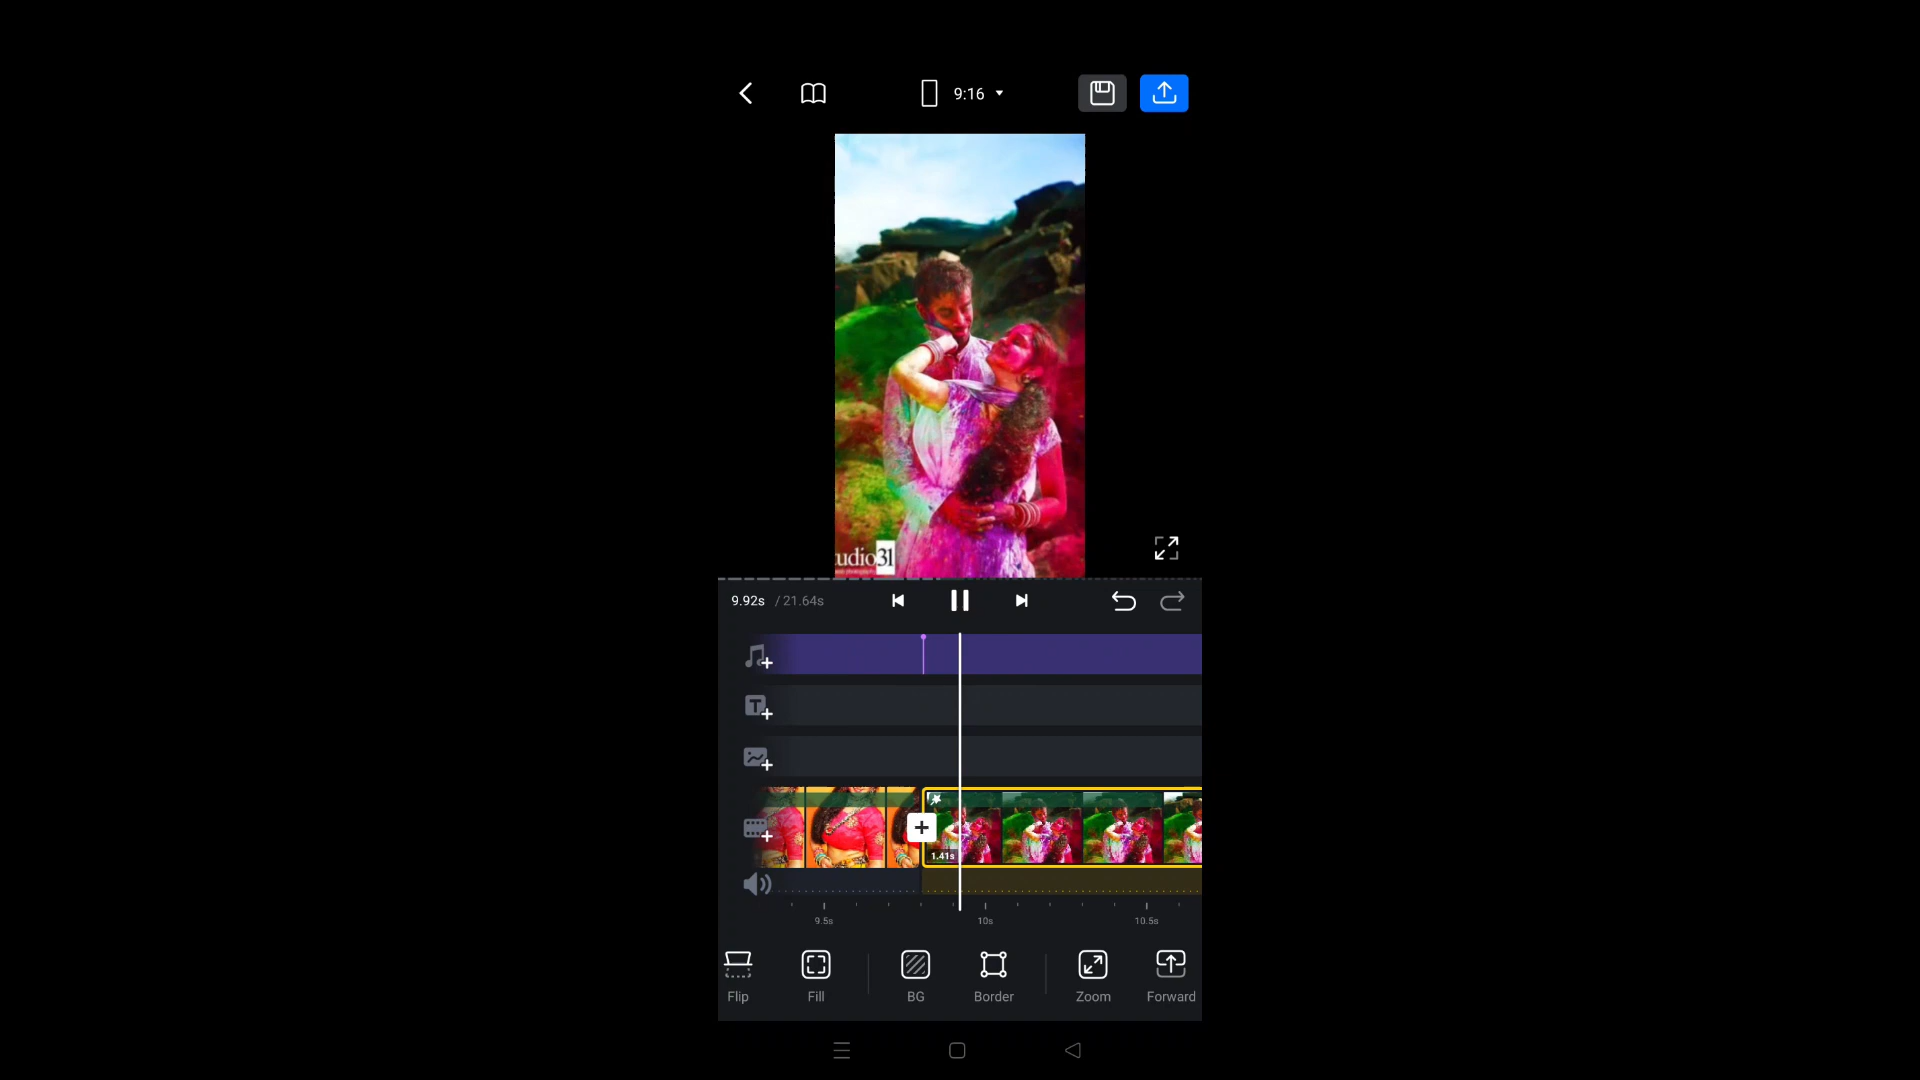 9:16
udio31
9.92s / 21.64s
1.41s
9.5s 10s 10.5s
Flip Fill BG Border Zoom Forward